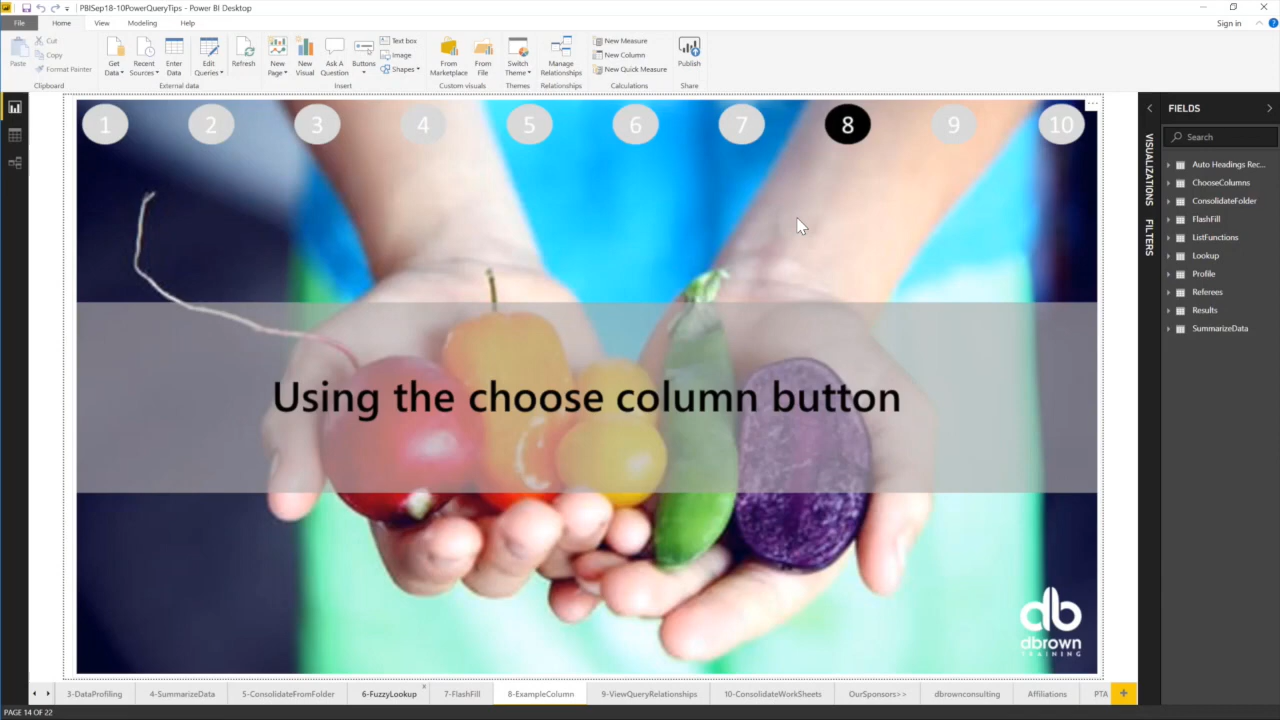 PBISep18-10PowerQueryTips - Power BI Desktop
File
Home
View
Modeling
Help
Sign in
Paste
Cut
Copy
Format Painter
Clipboard
Get Data
Recent Sources
Enter Data
Edit Queries
Refresh
External data
New Page
New Visual
Ask A Question
Buttons
Text box
Image
Shapes
Insert
From Marketplace
From File
Custom visuals
Switch Theme
Themes
Manage Relationships
Relationships
New Measure
New Column
New Quick Measure
Calculations
Publish
Share
1 2 3 4 5 6 7 8 9 10
Using the choose column button
db
dbrown
TRAINING
VISUALIZATIONS
FILTERS
FIELDS
Search
Auto Headings Rec...
ChooseColumns
ConsolidateFolder
FlashFill
ListFunctions
Lookup
Profile
Referees
Results
SummarizeData
3-DataProfiling
4-SummarizeData
5-ConsolidateFromFolder
6-FuzzyLookup
7-FlashFill
8-ExampleColumn
9-ViewQueryRelationships
10-ConsolidateWorkSheets
OurSponsors>>
dbrownconsulting
Affiliations
PTA
PAGE 14 OF 22